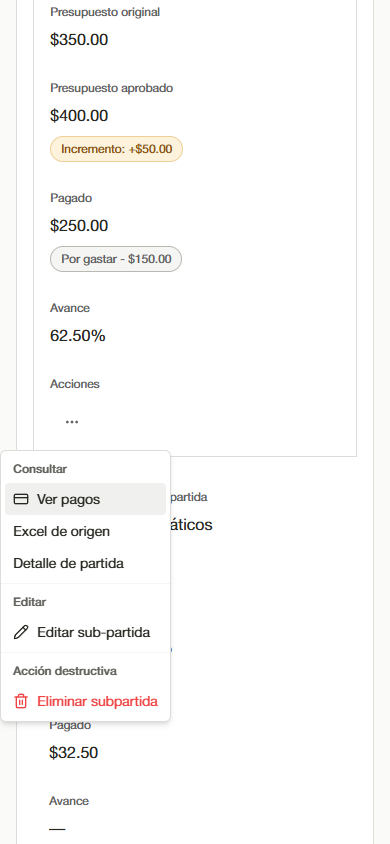 Presupuesto original
$350.00
Presupuesto aprobado
$400.00
Incremento: +$50.00
Pagado
$250.00
Por gastar - $150.00
Avance
62.50%
Acciones
...
Consultar
Ver pagos
partida
Excel de origen
áticos
Detalle de partida
Editar
Editar sub-partida
Acción destructiva
Eliminar subpartida
Pagado
$32.50
Avance
—